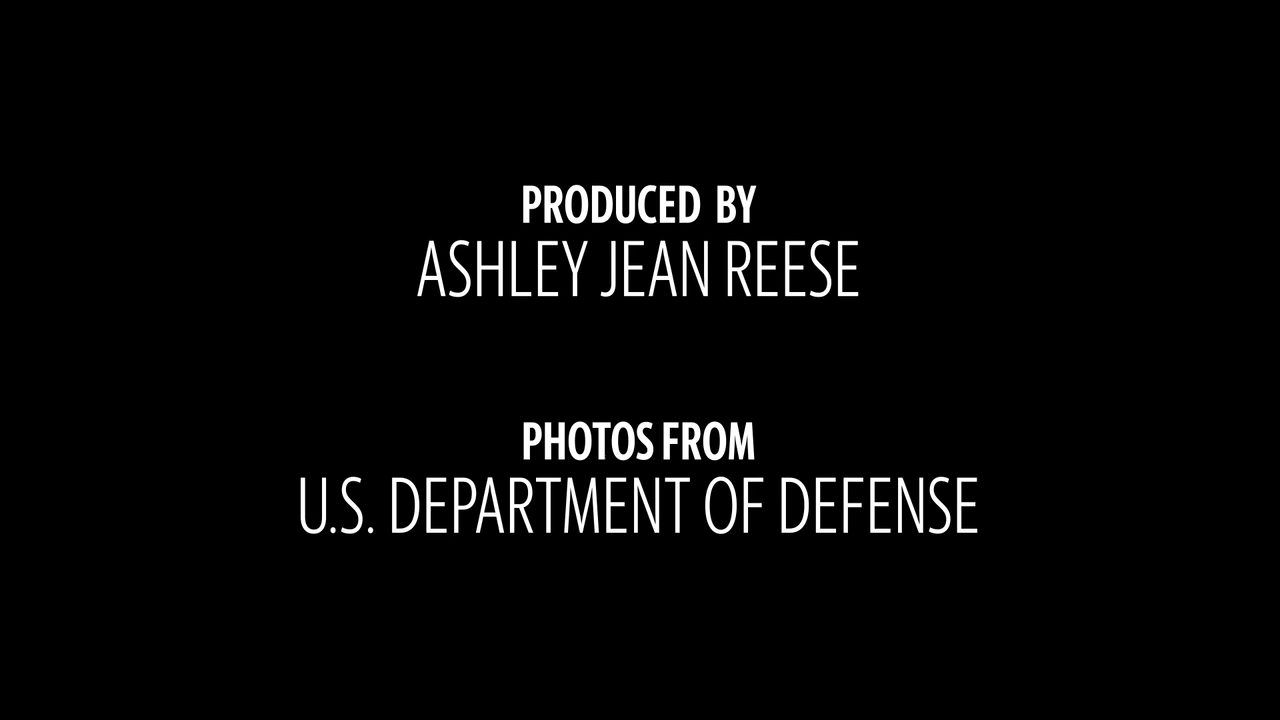 PRODUCED BY
ASHLEY JEAN REESE
PHOTOS FROM
U.S. DEPARTMENT OF DEFENSE